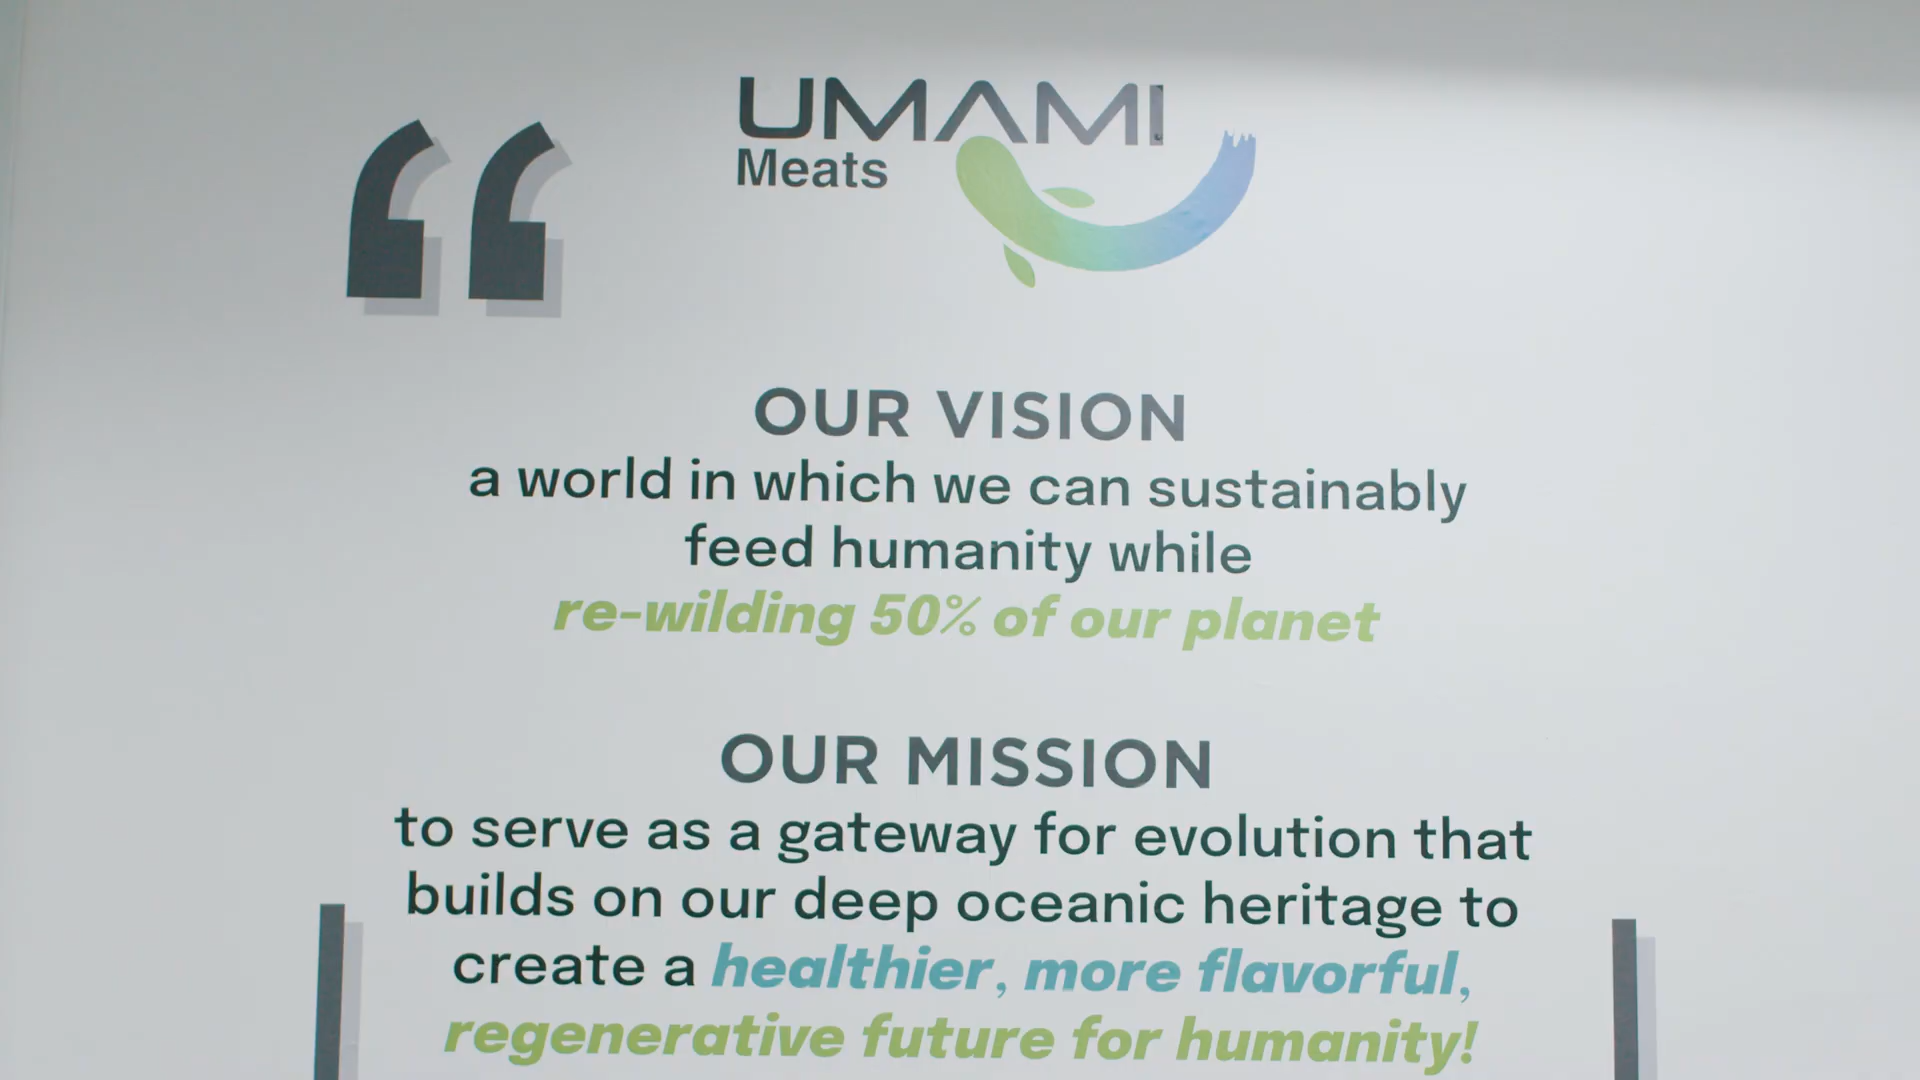 UMAMI
Meats
“
OUR VISION
a world in which we can sustainably
feed humanity while
re-wilding 50% of our planet
OUR MISSION
to serve as a gateway for evolution that
builds on our deep oceanic heritage to
create a healthier, more flavorful,
regenerative future for humanity!